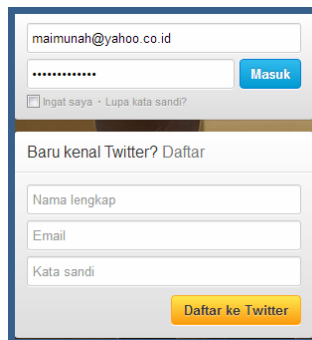 maimunah@yahoo.co.id
•••••••••••••
Masuk
Ingat saya · Lupa kata sandi?
Baru kenal Twitter? Daftar
Nama lengkap
Email
Kata sandi
Daftar ke Twitter